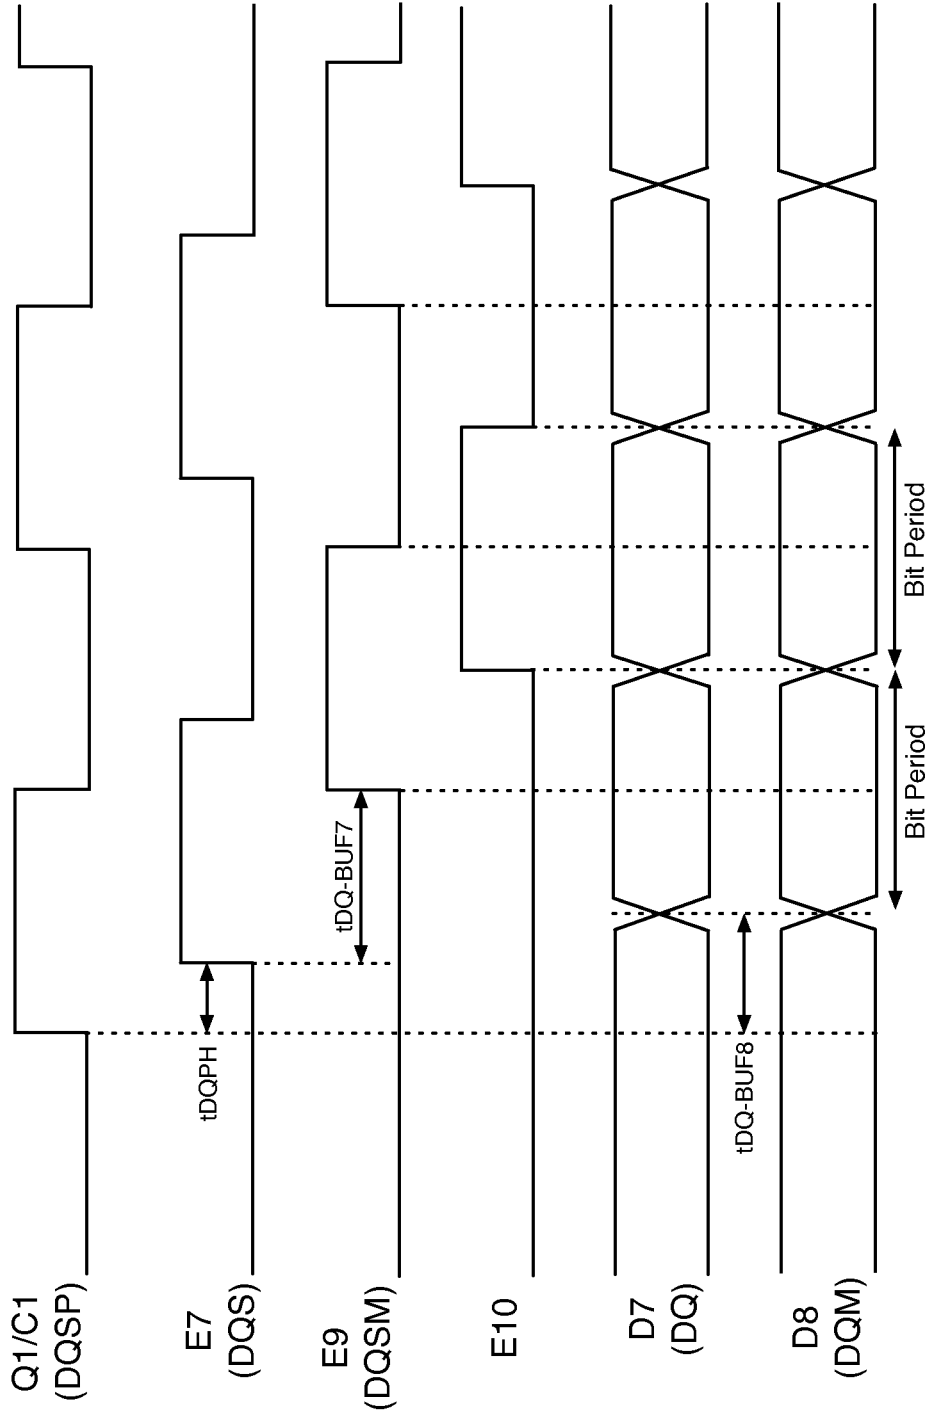 Q1/C1
(DQSP)
tDQPH
E7
(DQS)
tDQ-BUF7
E9
(DQSM)
E10
D7
(DQ)
tDQ-BUF8
D8
(DQM)
Bit Period
Bit Period